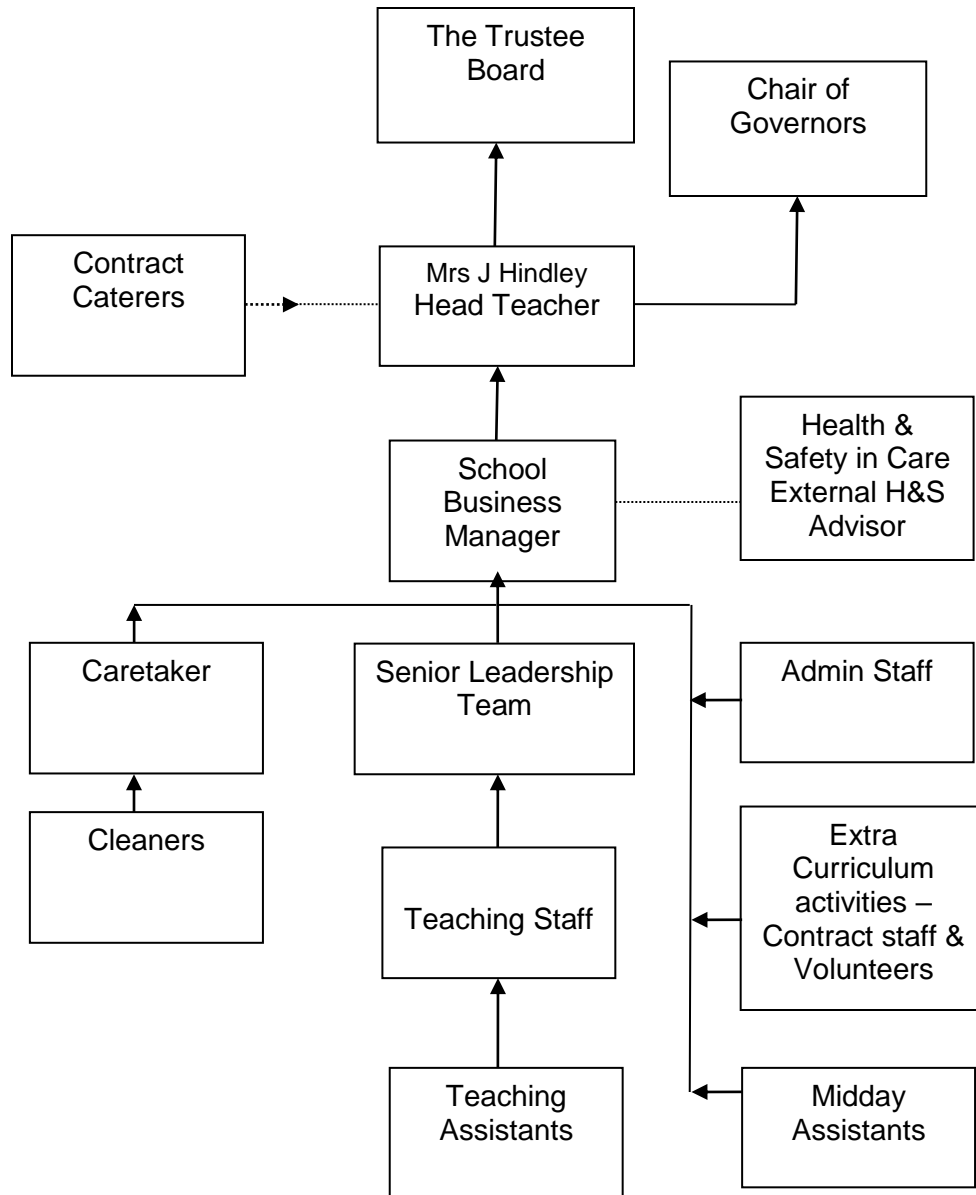 The Trustee
Board
Chair of
Governors
Contract
Caterers
Mrs J Hindley
Head Teacher
School
Business
Manager
Health &
Safety in Care
External H&S
Advisor
Caretaker
Senior Leadership
Team
Admin Staff
Cleaners
Teaching Staff
Extra
Curriculum
activities –
Contract staff &
Volunteers
Teaching
Assistants
Midday
Assistants